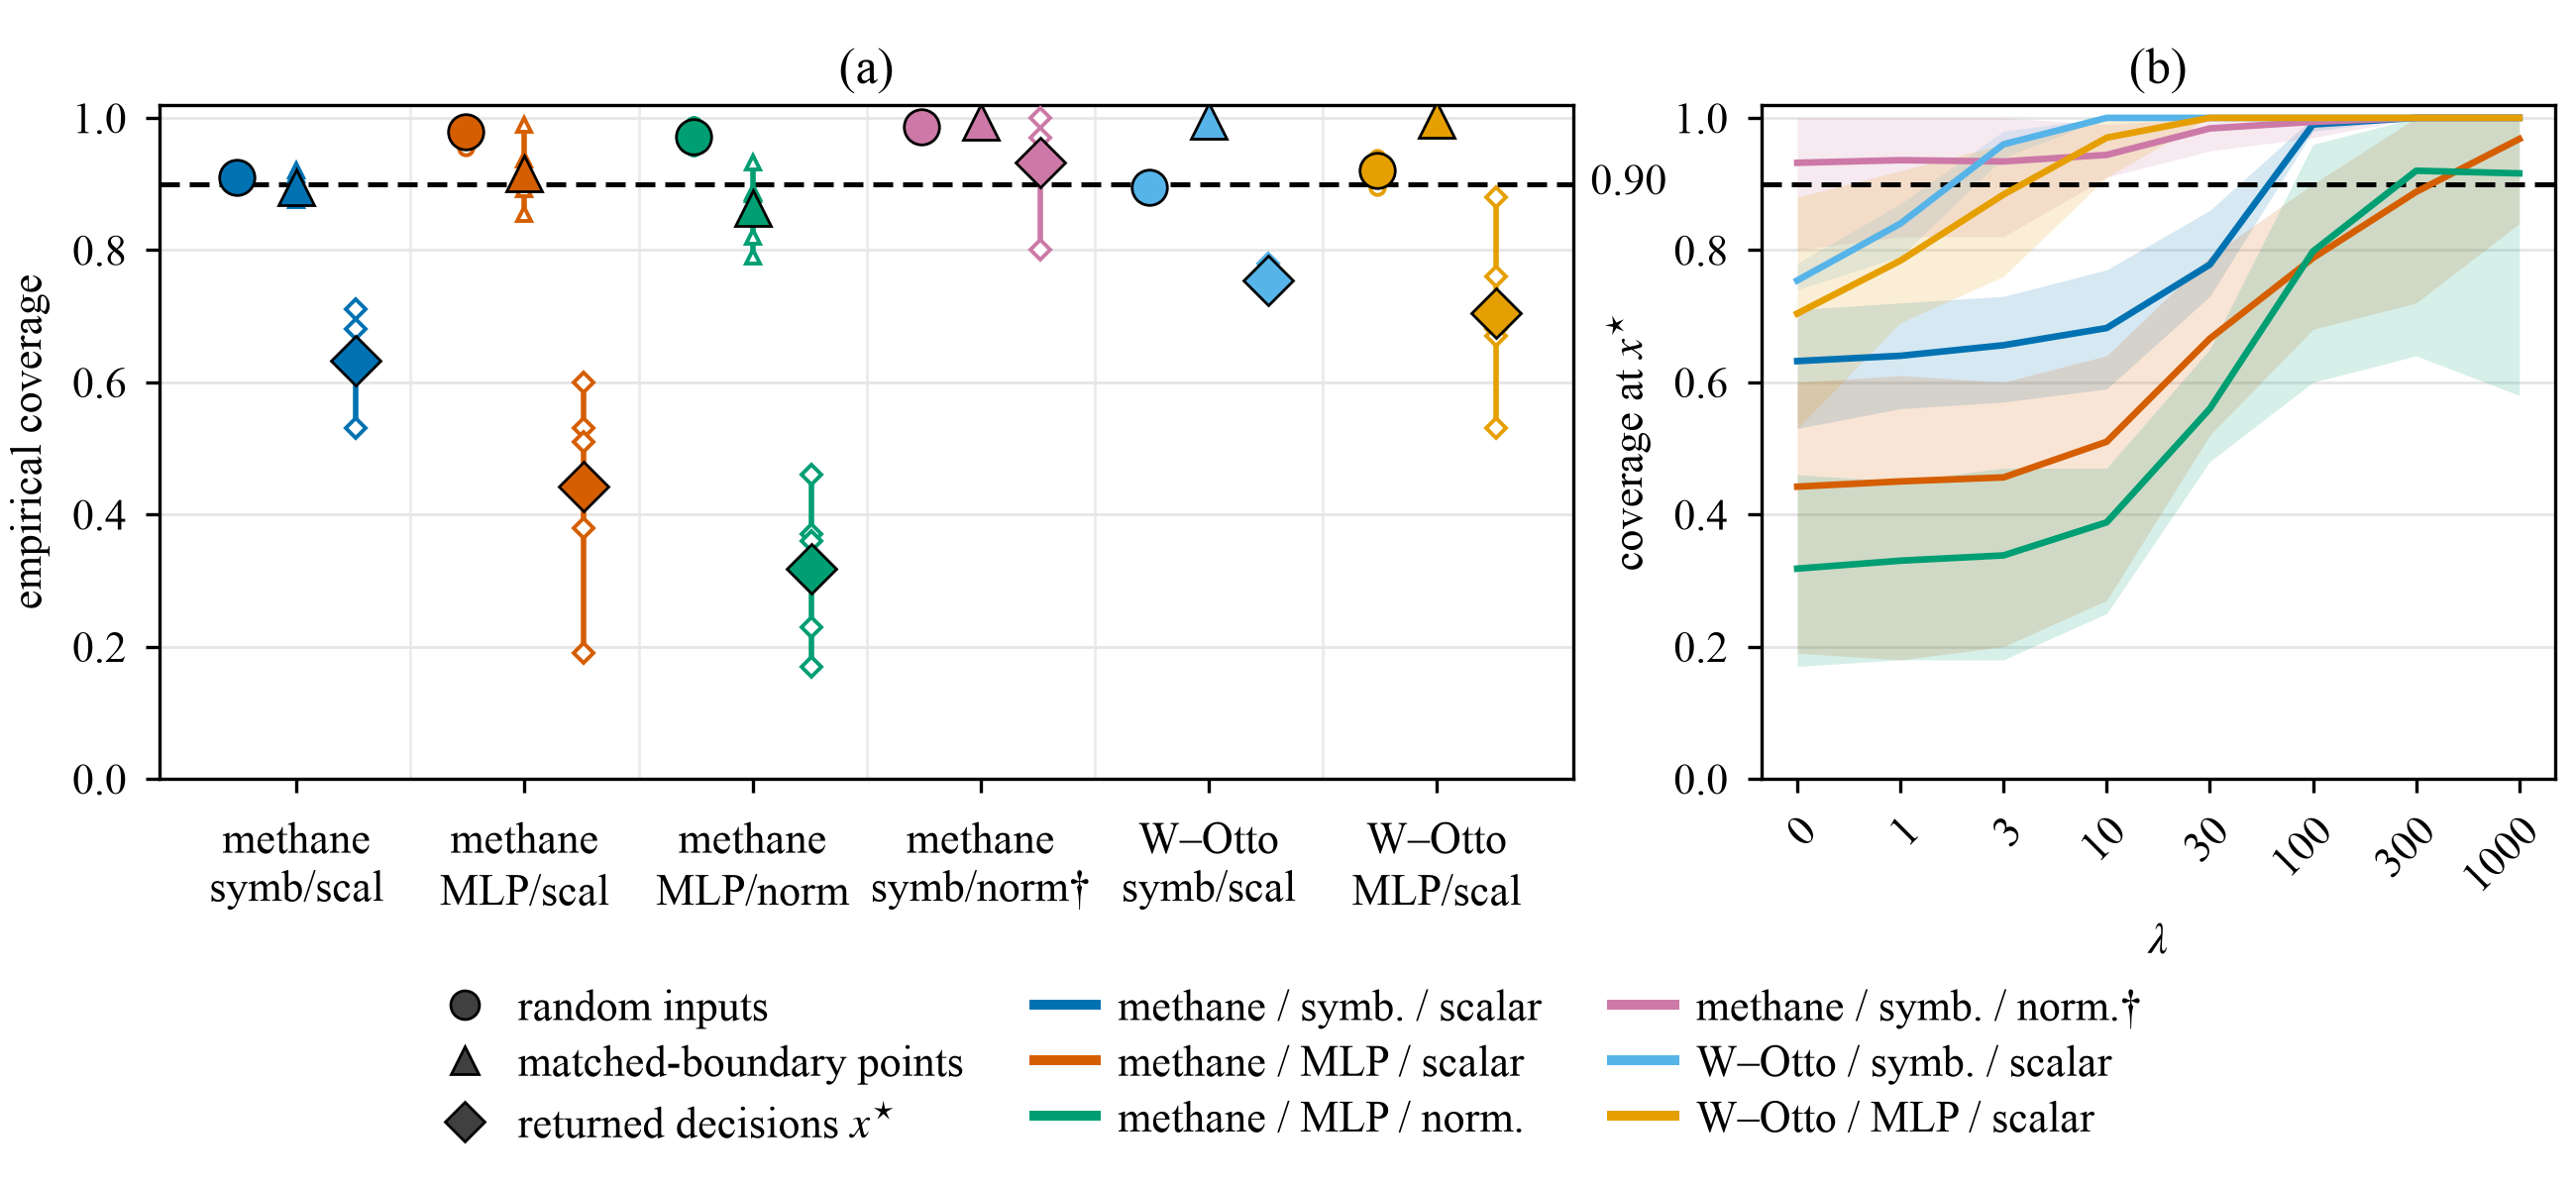 (a)
1.0
0.8
0.6
0.4
0.2
0.0
empirical coverage
methane
symb/scal
methane
MLP/scal
methane
MLP/norm
methane
symb/norm†
W–Otto
symb/scal
W–Otto
MLP/scal
(b)
0.90
1.0
0.8
0.6
0.4
0.2
0.0
coverage at x⋆
0
1
3
10
30
100
300
1000
λ
random inputs
matched-boundary points
returned decisions x⋆
methane / symb. / scalar
methane / MLP / scalar
methane / MLP / norm.
methane / symb. / norm.†
W–Otto / symb. / scalar
W–Otto / MLP / scalar